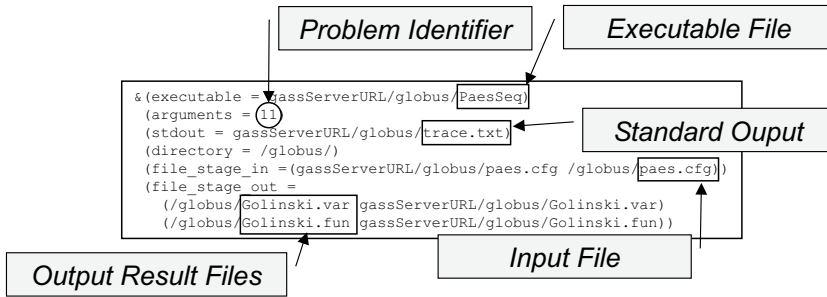 Problem Identifier
Executable File
&(executable = gassServerURL/globus/PaesSeq)
(arguments = 11)
(stdout = gassServerURL/globus/trace.txt)
Standard Ouput
(directory = /globus/)
(file_stage_in =(gassServerURL/globus/paes.cfg /globus/paes.cfg))
(file_stage_out =
(/globus/Golinski.var gassServerURL/globus/Golinski.var)
(/globus/Golinski.fun gassServerURL/globus/Golinski.fun))
Output Result Files
Input File